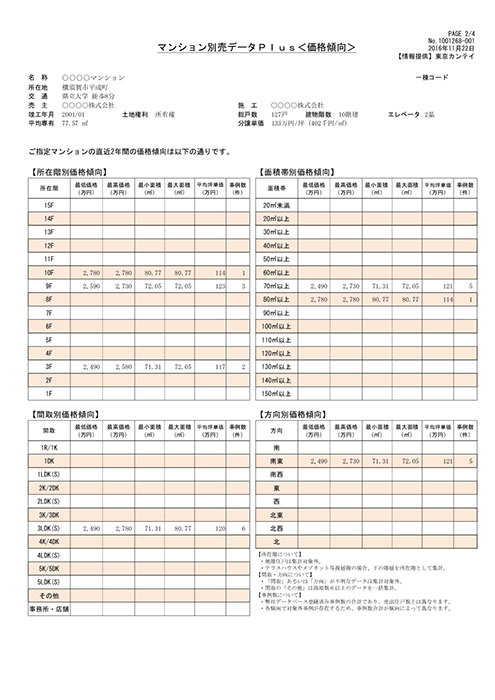 PAGE 2/4
No. 1001268-001
2016年11月22日
【情報提供】東京カンテイ
マンション別売データPlus<価格傾向>
名 称 〇〇〇〇マンション 一棟コード
所在地 横須賀市平成町
交 通 県立大学 徒歩8分
売 主 〇〇〇〇株式会社 施 工 〇〇〇〇株式会社
竣工年月 2001/01 土地権利 所有権 総戸数 127戸 建物階数 10階建 エレベータ 2基
平均専有 77.57 ㎡ 分譲単価 133万円/坪 (402千円/㎡)
ご指定マンションの直近2年間の価格傾向は以下の通りです。
【所在階別価格傾向】
所在階 最低価格(万円) 最高価格(万円) 最小面積(㎡) 最大面積(㎡) 平均坪単価(万円) 事例数(件)
15F
14F
13F
12F
11F
10F 2,780 2,780 80.77 80.77 114 1
9F 2,590 2,730 72.05 72.05 123 3
8F
7F
6F
5F
4F
3F 2,490 2,580 71.31 72.05 117 2
2F
1F
【面積帯別価格傾向】
面積帯 最低価格(万円) 最高価格(万円) 最小面積(㎡) 最大面積(㎡) 平均坪単価(万円) 事例数(件)
20㎡未満
20㎡以上
30㎡以上
40㎡以上
50㎡以上
60㎡以上
70㎡以上 2,490 2,730 71.31 72.05 121 5
80㎡以上 2,780 2,780 80.77 80.77 114 1
90㎡以上
100㎡以上
110㎡以上
120㎡以上
130㎡以上
140㎡以上
150㎡以上
【間取別価格傾向】
間取 最低価格(万円) 最高価格(万円) 最小面積(㎡) 最大面積(㎡) 平均坪単価(万円) 事例数(件)
1R/1K
1DK
1LDK(S)
2K/2DK
2LDK(S)
3K/3DK
3LDK(S) 2,490 2,780 71.31 80.77 120 6
4K/4DK
4LDK(S)
5K/5DK
5LDK(S)
その他
事務所・店舗
【方向別価格傾向】
方向 最低価格(万円) 最高価格(万円) 最小面積(㎡) 最大面積(㎡) 平均坪単価(万円) 事例数(件)
南
南東 2,490 2,730 71.31 72.05 121 5
南西
東
西
北東
北西
北
【所在階について】
・地階住戸は集計対象外。
・テラスハウスやメゾネット等複層階の場合、下の階層を所在階として集計。
【間取・方向について】
・「間取」あるいは「方向」が不明なデータは集計対象外。
・間取の「その他」は部屋数6以上のデータを一括集計。
【事例数について】
・弊社データベース登録済み事例数の合計であり、売出住戸数とは異なります。
・各傾向で対象事例が存在するため、事例数合計が傾向によって異なります。